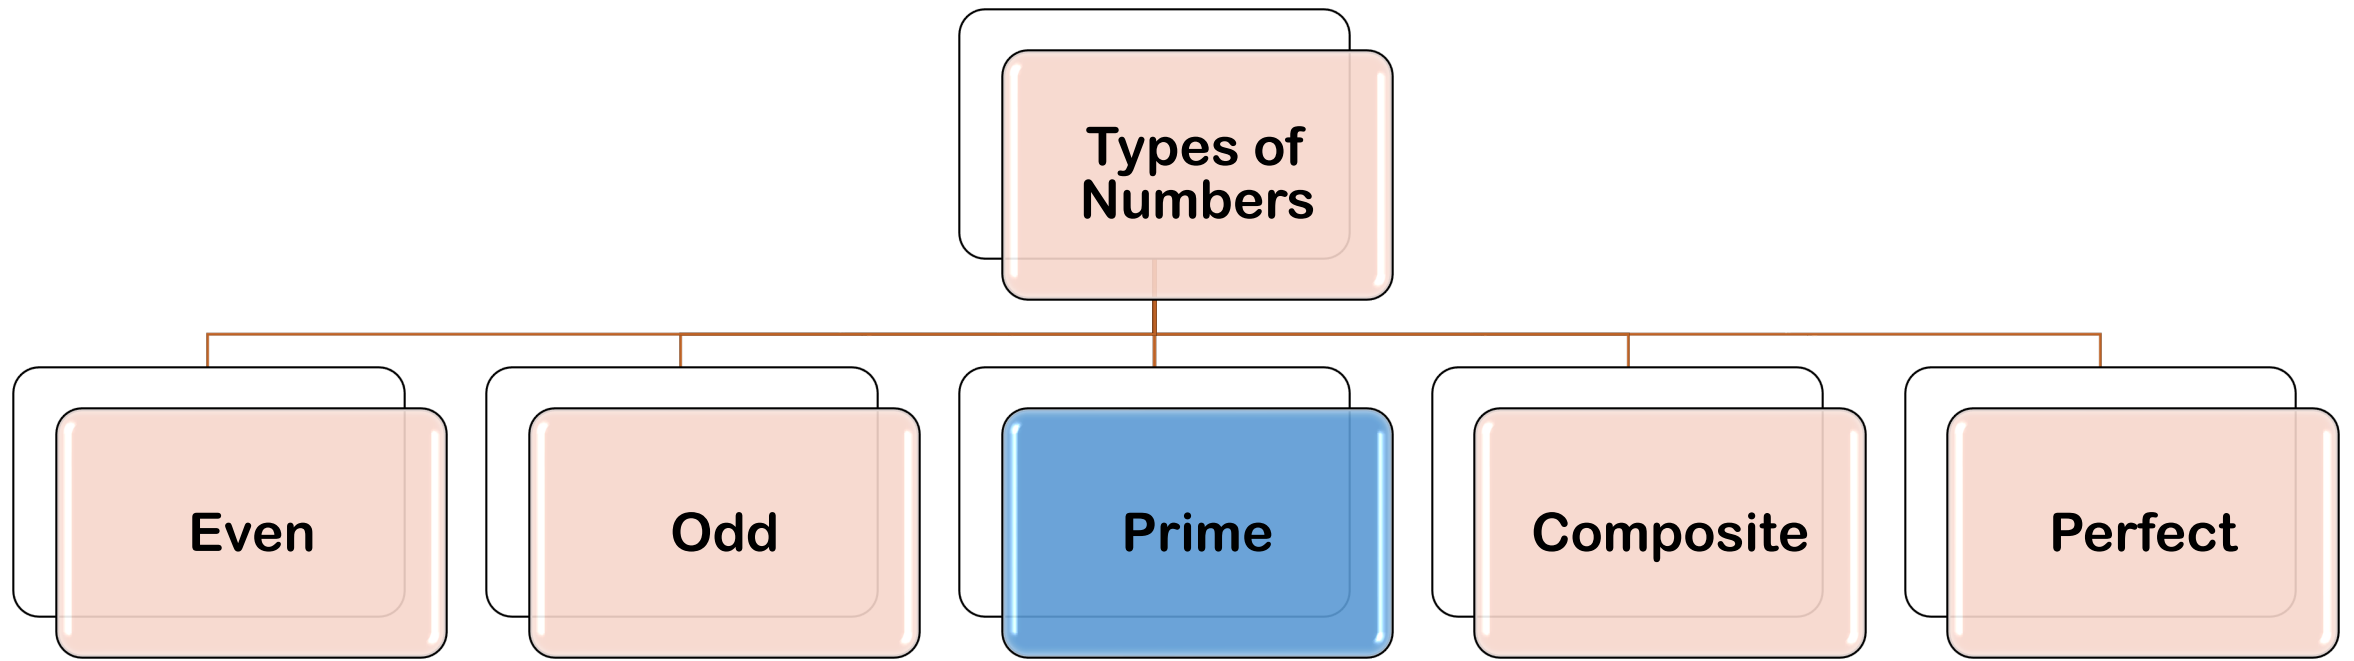 Types of
Numbers
Even
Odd
Prime
Composite
Perfect